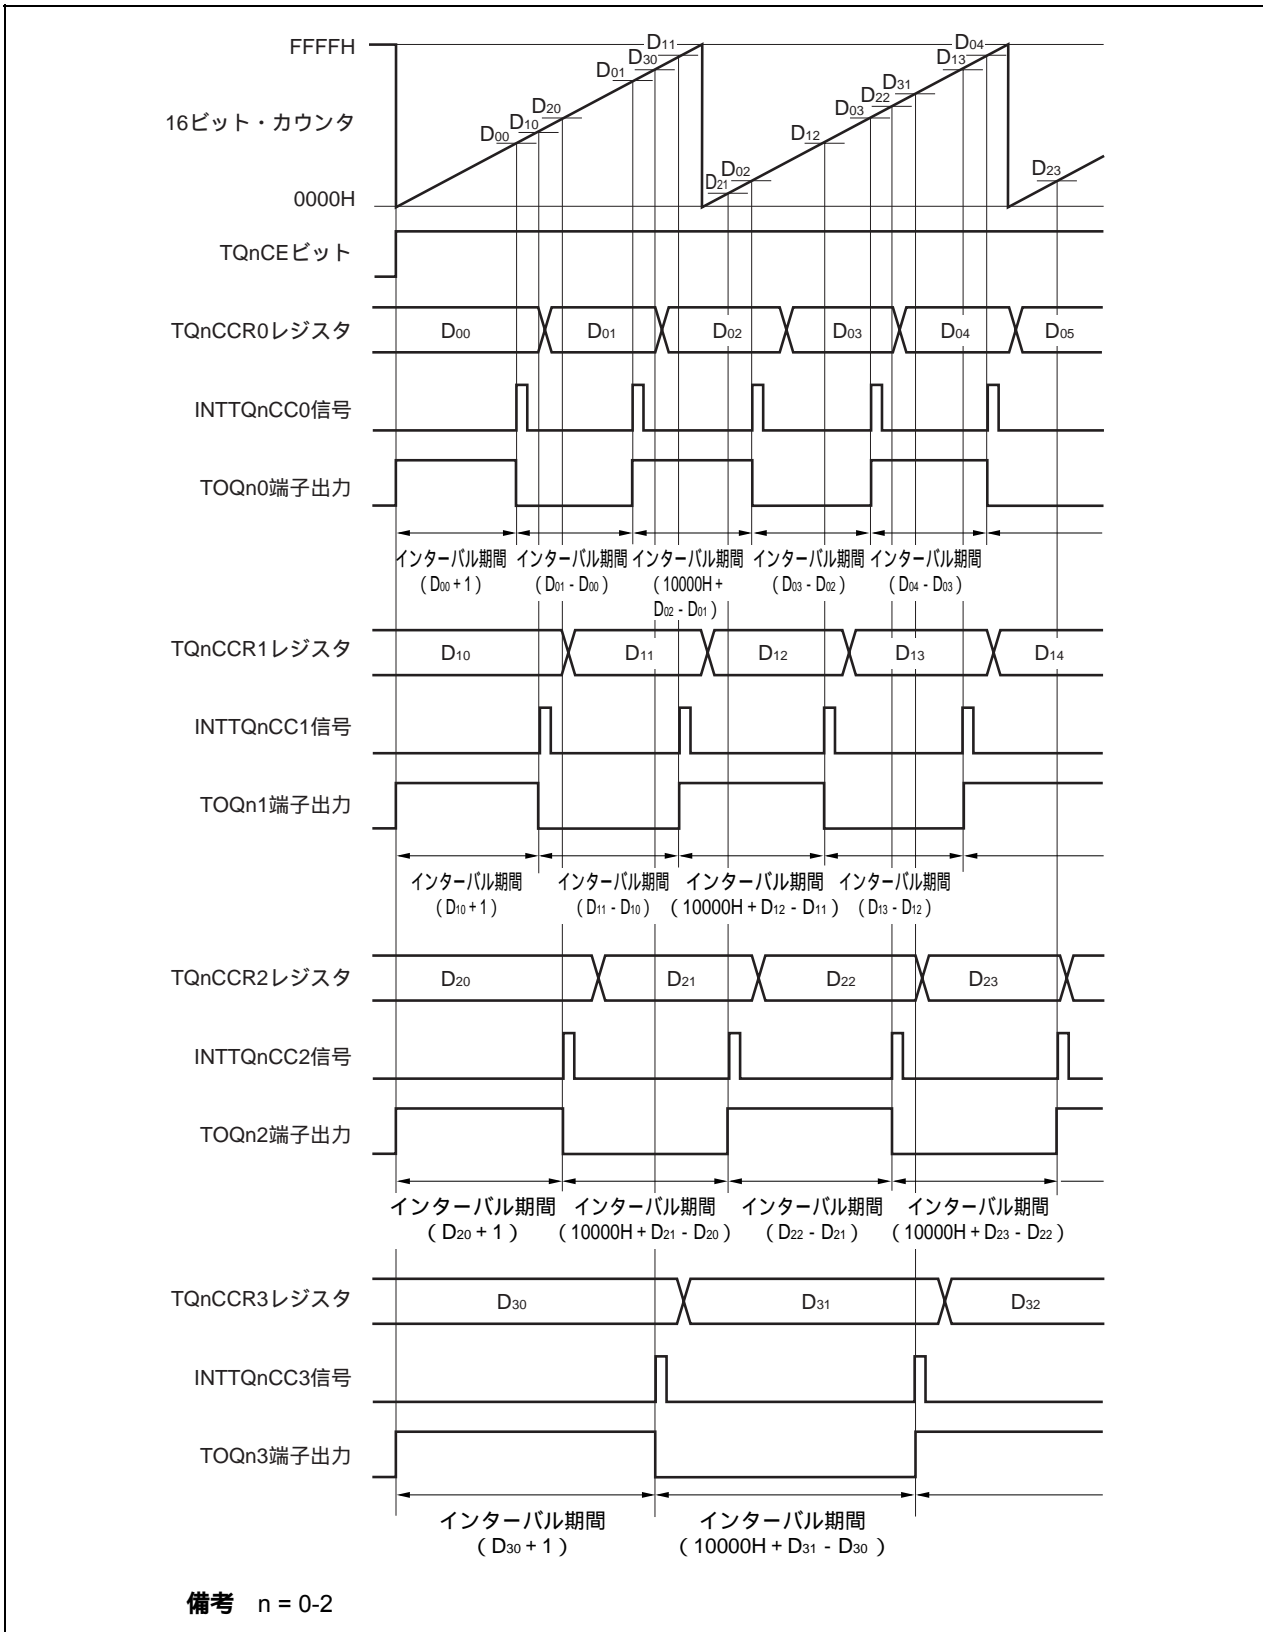 FFFFH
16ビット・カウンタ
0000H
D00
D10
D20
D01
D30
D11
D21
D02
D12
D03
D22
D31
D13
D04
D23
TQnCEビット
TQnCCR0レジスタ
D00 D01 D02 D03 D04 D05
INTTQnCC0信号
TOQn0端子出力
インターバル期間 インターバル期間 インターバル期間 インターバル期間 インターバル期間
(D00 + 1) (D01 - D00) (10000H + (D03 - D02) (D04 - D03)
D02 - D01)
TQnCCR1レジスタ
D10 D11 D12 D13 D14
INTTQnCC1信号
TOQn1端子出力
インターバル期間 インターバル期間 インターバル期間 インターバル期間
(D10 + 1) (D11 - D10) (10000H + D12 - D11) (D13 - D12)
TQnCCR2レジスタ
D20 D21 D22 D23
INTTQnCC2信号
TOQn2端子出力
インターバル期間 インターバル期間 インターバル期間 インターバル期間
(D20 + 1) (10000H + D21 - D20) (D22 - D21) (10000H + D23 - D22)
TQnCCR3レジスタ
D30 D31 D32
INTTQnCC3信号
TOQn3端子出力
インターバル期間 インターバル期間
(D30 + 1) (10000H + D31 - D30)
備考 n = 0-2